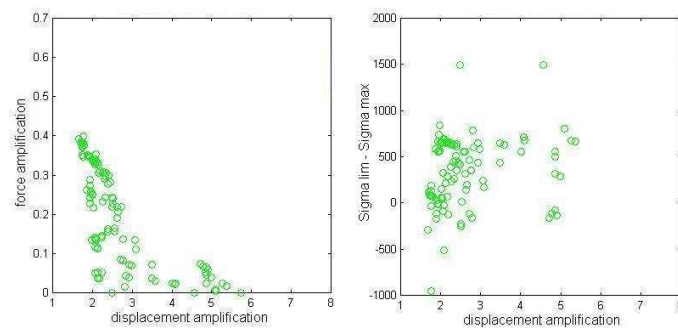 0.7
0.6
0.5
0.4
0.3
0.2
0.1
0
force amplification
1 2 3 4 5 6 7 8
displacement amplification
2000
1500
1000
500
0
-500
-1000
Sigma lim - Sigma max
1 2 3 4 5 6 7 8
displacement amplification